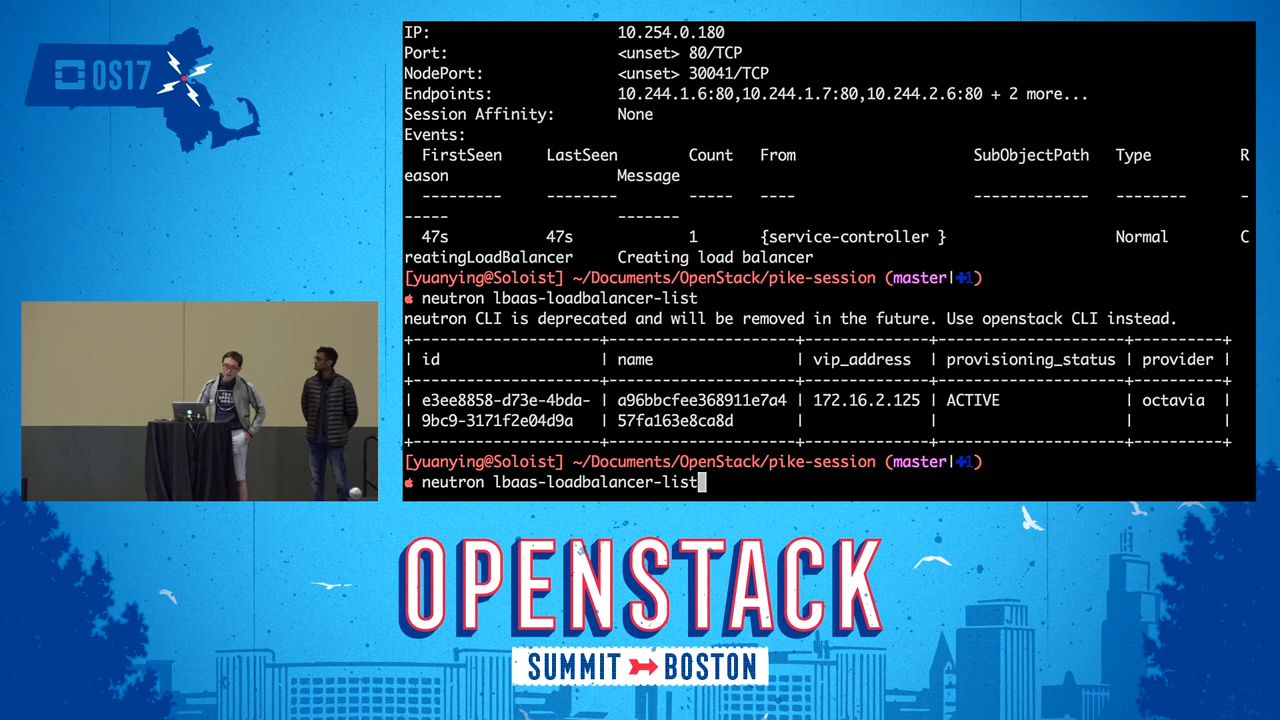 OS17
IP: 10.254.0.180
Port: <unset> 80/TCP
NodePort: <unset> 30041/TCP
Endpoints: 10.244.1.6:80,10.244.1.7:80,10.244.2.6:80 + 2 more...
Session Affinity: None
Events:
FirstSeen LastSeen Count From SubObjectPath Type R
eason Message
--------- -------- ----- ---- ------------- -------- -
----- -------
47s 47s 1 {service-controller } Normal C
reatingLoadBalancer Creating load balancer
[yuanying@Soloist] ~/Documents/OpenStack/pike-session (master|✚1)
neutron lbaas-loadbalancer-list
neutron CLI is deprecated and will be removed in the future. Use openstack CLI instead.
| id | name | vip_address | provisioning_status | provider |
| e3ee8858-d73e-4bda- | a96bbcfee368911e7a4 | 172.16.2.125 | ACTIVE | octavia |
| 9bc9-3171f2e04d9a | 57fa163e8ca8d | | | |
[yuanying@Soloist] ~/Documents/OpenStack/pike-session (master|✚1)
neutron lbaas-loadbalancer-list
OPENSTACK
SUMMIT BOSTON